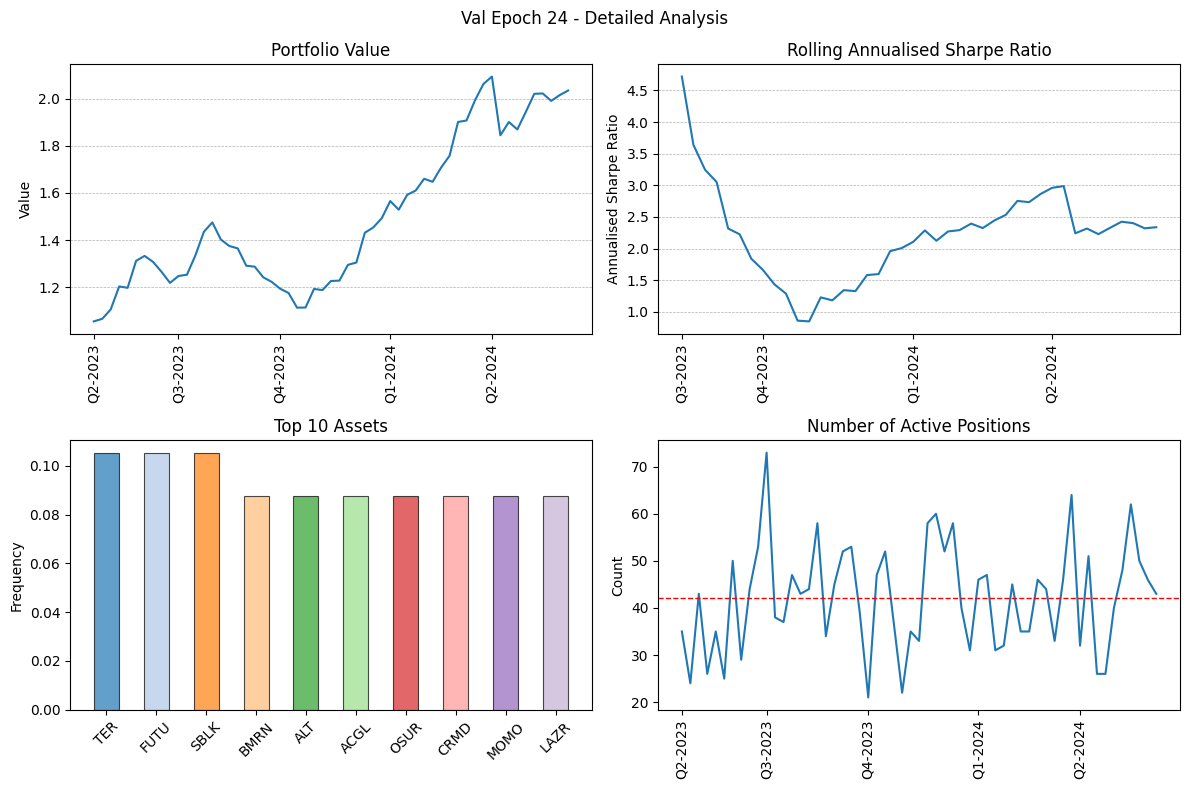 Val Epoch 24 - Detailed Analysis
Portfolio Value
Value
2.0
1.8
1.6
1.4
1.2
Q2-2023
Q3-2023
Q4-2023
Q1-2024
Q2-2024
Rolling Annualised Sharpe Ratio
Annualised Sharpe Ratio
4.5
4.0
3.5
3.0
2.5
2.0
1.5
1.0
Q3-2023
Q4-2023
Q1-2024
Q2-2024
Top 10 Assets
Frequency
0.10
0.08
0.06
0.04
0.02
0.00
TER
FUTU
SBLK
BMRN
ALT
ACGL
OSUR
CRMD
MOMO
LAZR
Number of Active Positions
Count
70
60
50
40
30
20
Q2-2023
Q3-2023
Q4-2023
Q1-2024
Q2-2024